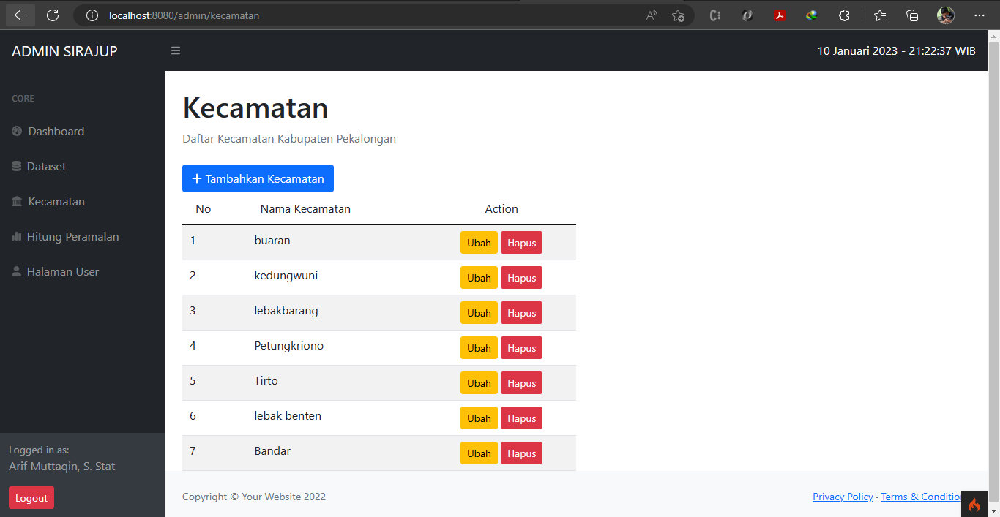 localhost:8080/admin/kecamatan
ADMIN SIRAJUP
10 Januari 2023 - 21:22:37 WIB
CORE
Dashboard
Dataset
Kecamatan
Hitung Peramalan
Halaman User
Logged in as:
Arif Muttaqin, S. Stat
Logout
Kecamatan
Daftar Kecamatan Kabupaten Pekalongan
+ Tambahkan Kecamatan
No Nama Kecamatan Action
1 buaran Ubah Hapus
2 kedungwuni Ubah Hapus
3 lebakbarang Ubah Hapus
4 Petungkriono Ubah Hapus
5 Tirto Ubah Hapus
6 lebak benten Ubah Hapus
7 Bandar Ubah Hapus
Copyright © Your Website 2022
Privacy Policy · Terms & Conditio